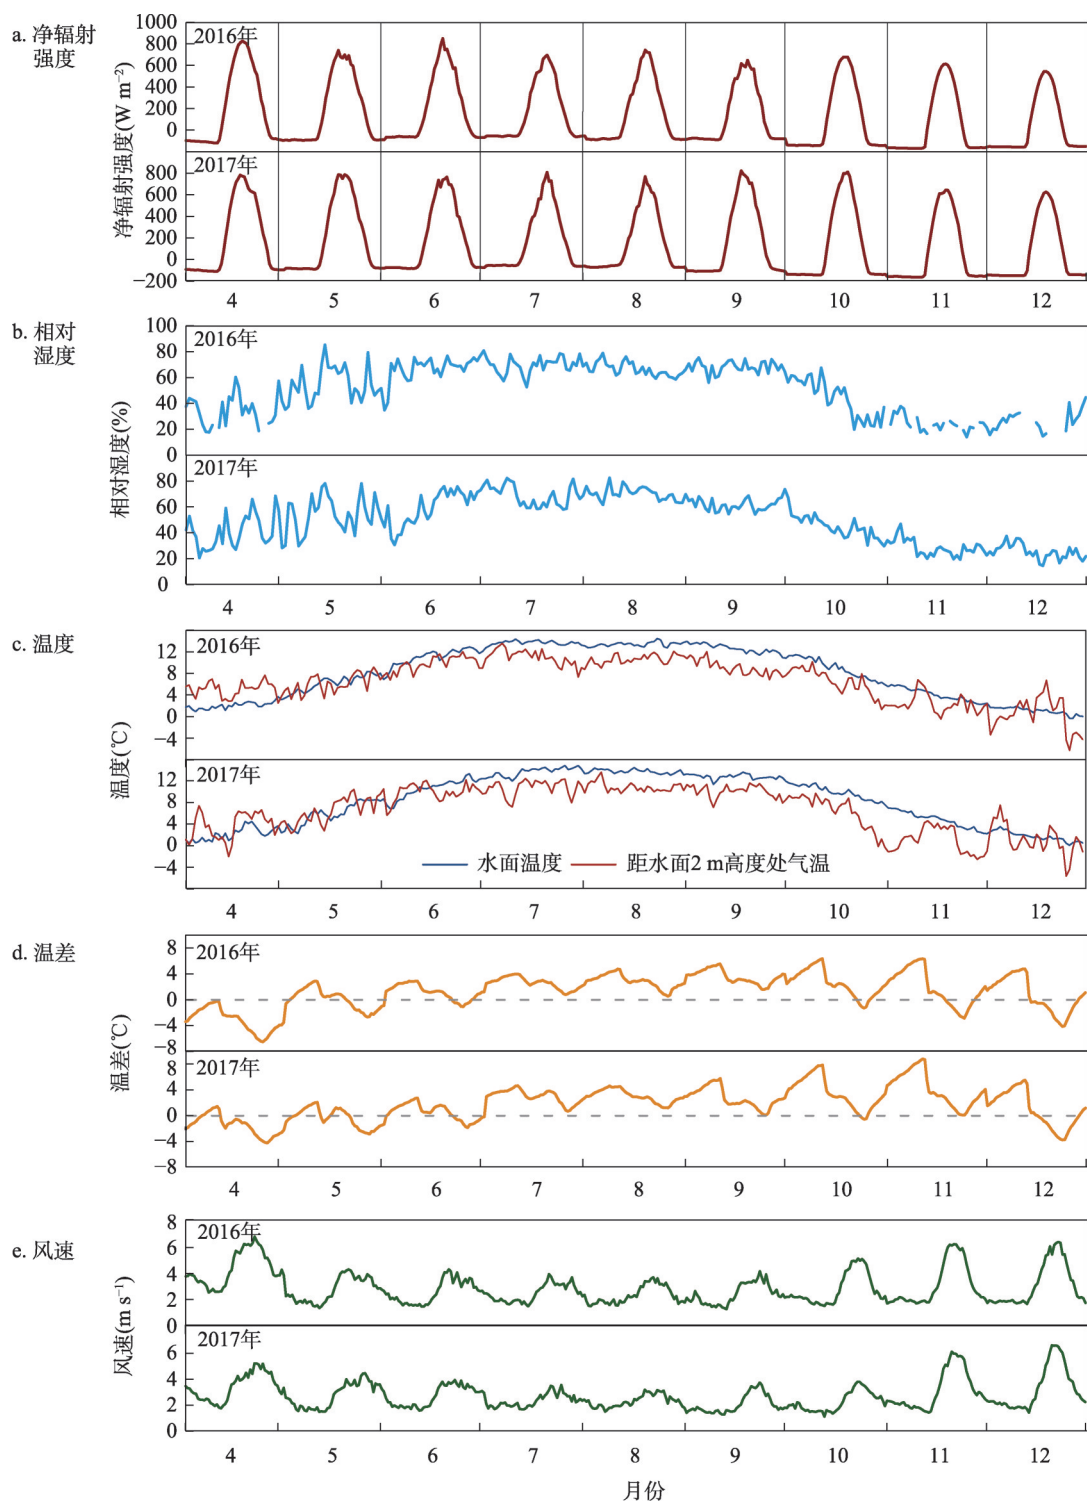 a. 净辐射
强度
净辐射强度(W m⁻²)
1000
800
600
400
200
0
2016年
800
600
400
200
0
−200
2017年
4 5 6 7 8 9 10 11 12
b. 相对
湿度
相对湿度(%)
100
80
60
40
20
0
2016年
80
60
40
20
0
2017年
4 5 6 7 8 9 10 11 12
c. 温度
温度(℃)
12
8
4
0
−4
2016年
12
8
4
0
−4
2017年
水面温度 距水面2 m高度处气温
4 5 6 7 8 9 10 11 12
d. 温差
温差(℃)
8
4
0
−4
−8
2016年
8
4
0
−4
−8
2017年
4 5 6 7 8 9 10 11 12
e. 风速
风速(m s⁻¹)
8
6
4
2
0
2016年
6
4
2
0
2017年
4 5 6 7 8 9 10 11 12
月份